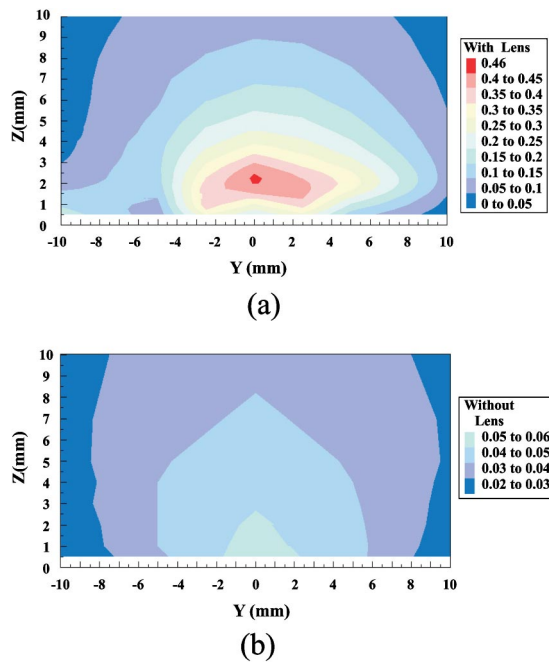 10
9
8
7
6
5
4
3
2
1
0
Z(mm)
-10 -8 -6 -4 -2 0 2 4 6 8 10
Y (mm)
With Lens
0.46
0.4 to 0.45
0.35 to 0.4
0.3 to 0.35
0.25 to 0.3
0.2 to 0.25
0.15 to 0.2
0.1 to 0.15
0.05 to 0.1
0 to 0.05
(a)
10
9
8
7
6
5
4
3
2
1
0
Z(mm)
-10 -8 -6 -4 -2 0 2 4 6 8 10
Y (mm)
Without
Lens
0.05 to 0.06
0.04 to 0.05
0.03 to 0.04
0.02 to 0.03
(b)